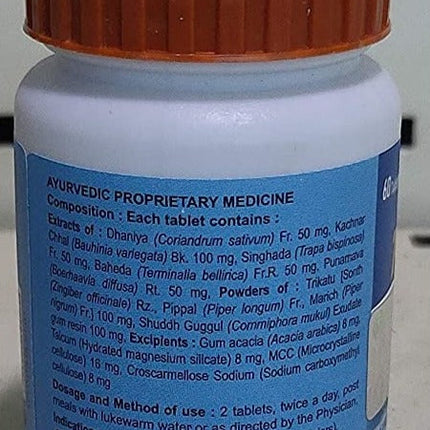 AYURVEDIC PROPRIETARY MEDICINE
Composition : Each tablet contains :
Extracts of : Dhaniya (Coriandrum sativum) Fr. 50 mg, Kachnar
Chhal (Bauhinia variegata) Bk. 100 mg, Singhada (Trapa bispinosa)
Fr. 50 mg, Baheda (Terminalia bellirica) Fr.R. 50 mg, Punarnava
(Boerhaavia diffusa) Rt. 50 mg, Powders of : Trikatu [Sonth
(Zingiber officinale) Rz., Pippal (Piper longum) Fr., Marich (Piper
nigrum) Fr.] 100 mg, Shuddh Guggul (Commiphora mukul) Exudate
gum resin 100 mg, Excipients : Gum acacia (Acacia arabica) 8 mg,
Talcum (Hydrated magnesium silicate) 8 mg, MCC (Microcrystalline
cellulose) 16 mg, Croscarmellose Sodium (Sodium carboxymethyl
cellulose) 8 mg
Dosage and Method of use : 2 tablets, twice a day, post
meals with lukewarm water or as directed by the Physician.
60